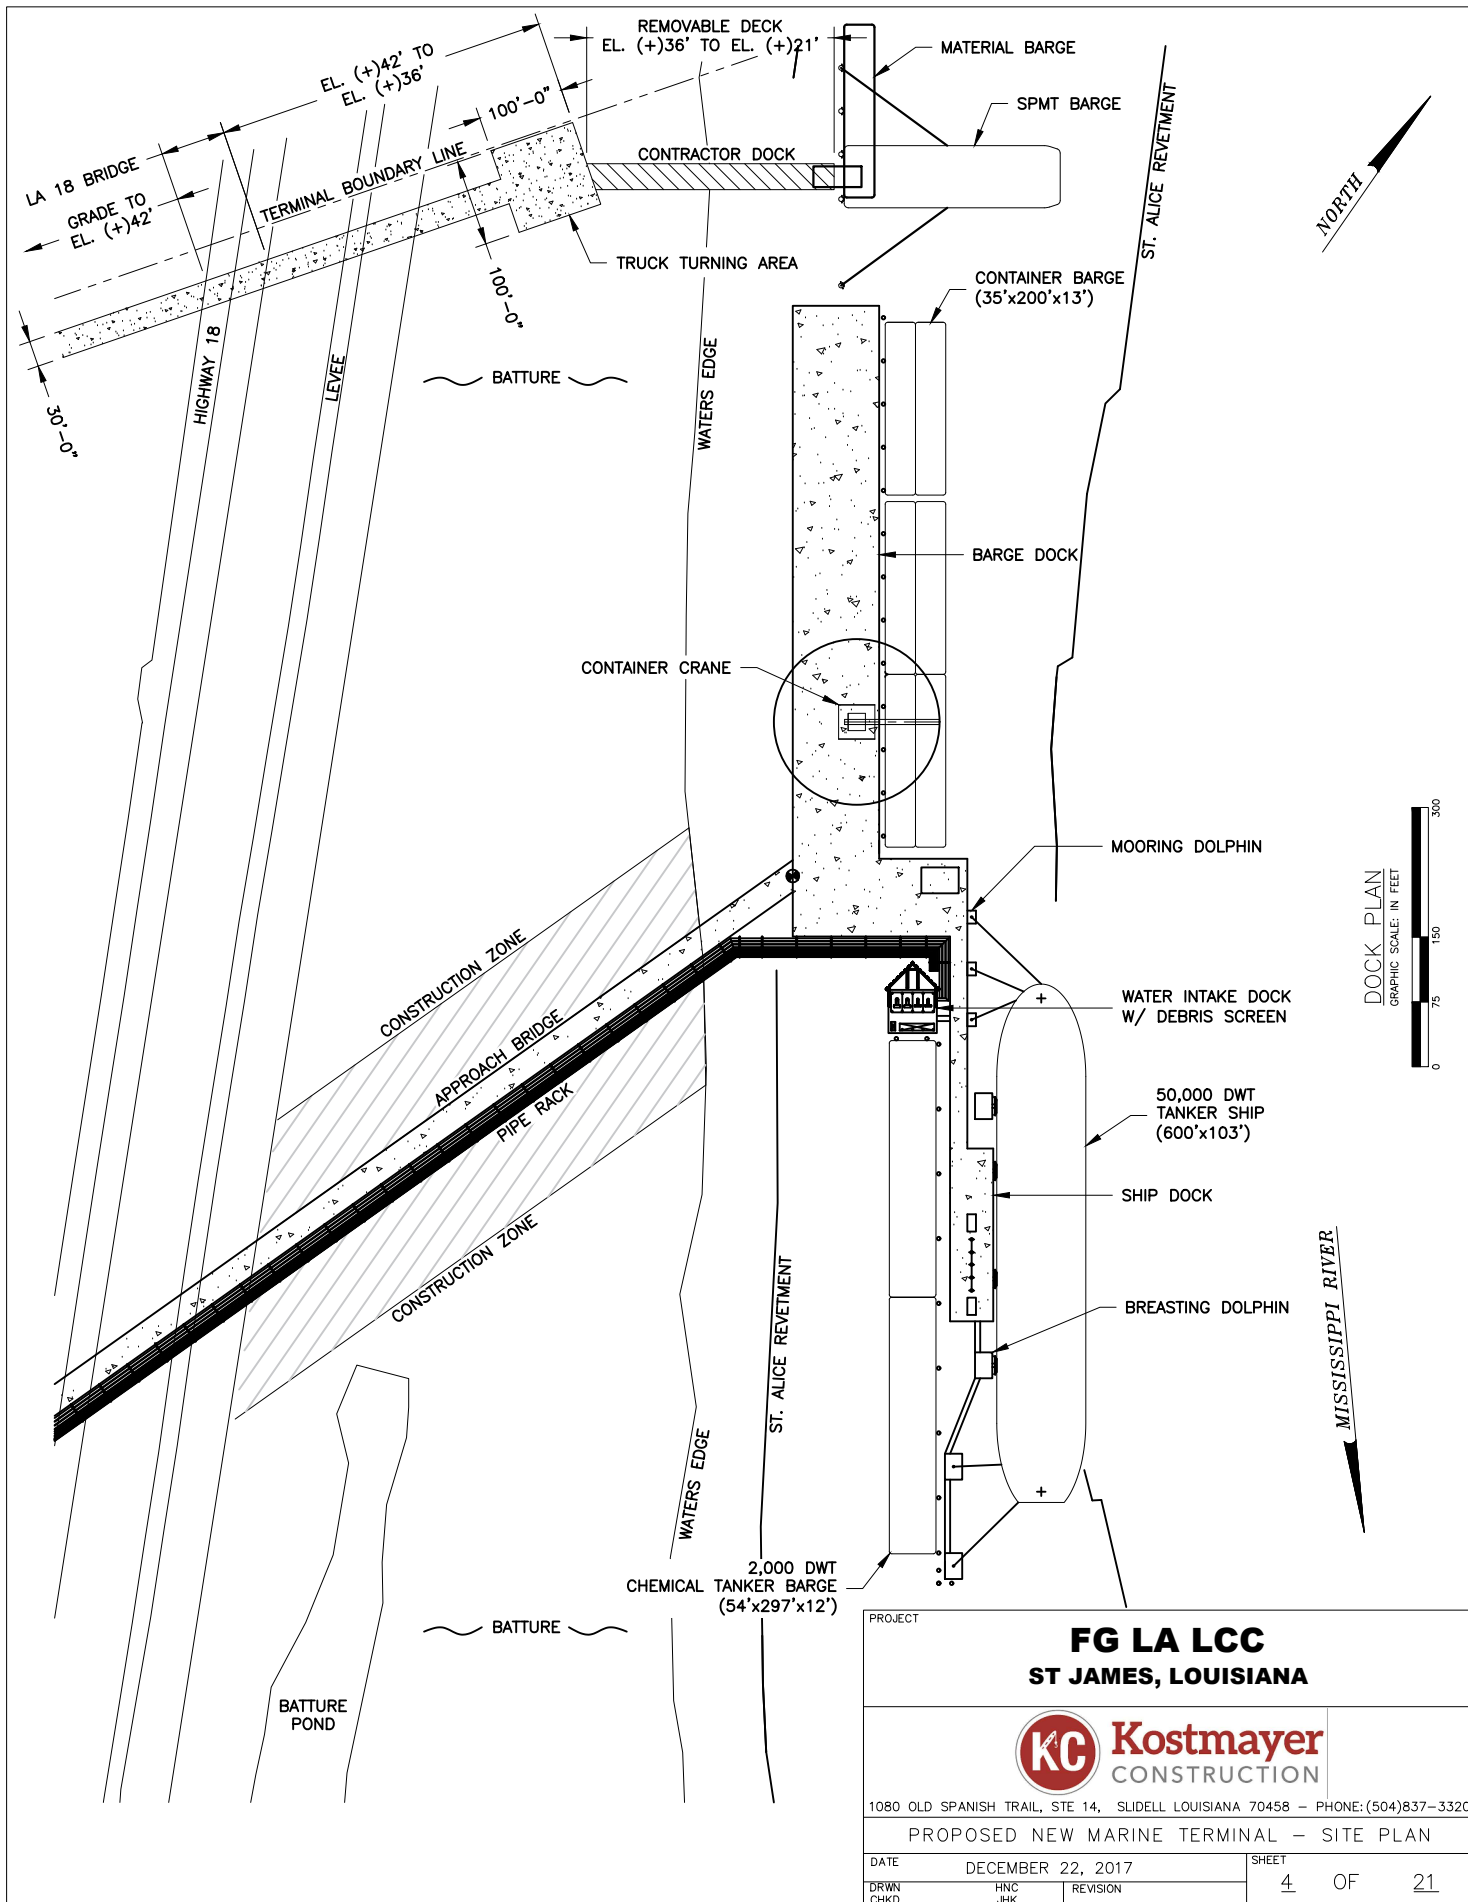 REMOVABLE DECK
EL. (+)36' TO EL. (+)21'
MATERIAL BARGE
EL. (+)42' TO
EL. (+)36'
100'-0"
SPMT BARGE
ST. ALICE REVETMENT
NORTH
LA 18 BRIDGE
GRADE TO
EL. (+)42'
TERMINAL BOUNDARY LINE
CONTRACTOR DOCK
TRUCK TURNING AREA
100'-0"
CONTAINER BARGE
(35'x200'x13')
30'-0"
HIGHWAY 18
LEVEE
BATTURE
WATERS EDGE
BARGE DOCK
CONTAINER CRANE
MOORING DOLPHIN
DOCK PLAN
GRAPHIC SCALE: IN FEET
0 75 150 300
CONSTRUCTION ZONE
APPROACH BRIDGE
PIPE RACK
CONSTRUCTION ZONE
WATER INTAKE DOCK
W/ DEBRIS SCREEN
50,000 DWT
TANKER SHIP
(600'x103')
SHIP DOCK
BREASTING DOLPHIN
MISSISSIPPI RIVER
ST. ALICE REVETMENT
WATERS EDGE
2,000 DWT
CHEMICAL TANKER BARGE
(54'x297'x12')
BATTURE
BATTURE
POND
PROJECT
FG LA LCC
ST JAMES, LOUISIANA
KC
Kostmayer
CONSTRUCTION
1080 OLD SPANISH TRAIL, STE 14, SLIDELL LOUISIANA 70458 - PHONE:(504)837-3320
PROPOSED NEW MARINE TERMINAL - SITE PLAN
DATE DECEMBER 22, 2017
SHEET 4 OF 21
DRWN HNC REVISION
CHKD JHK